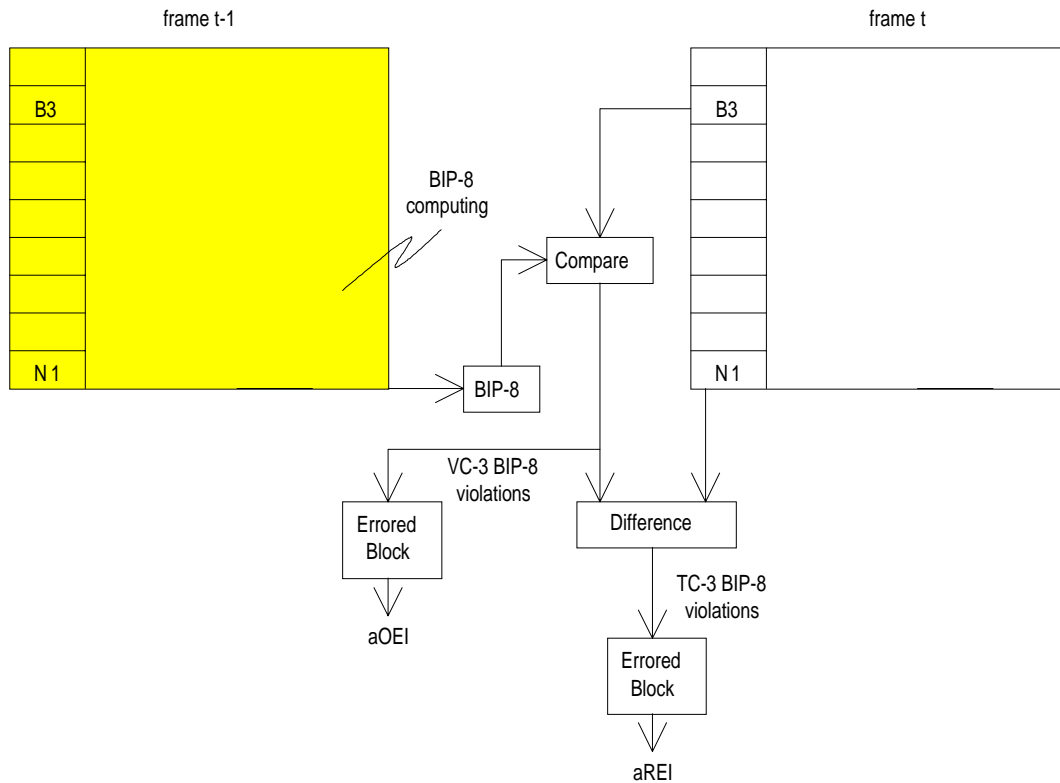 frame t-1
frame t
B3
B3
BIP-8
computing
Compare
N1
BIP-8
N1
VC-3 BIP-8
violations
Errored
Block
Difference
TC-3 BIP-8
violations
aOEI
Errored
Block
aREI